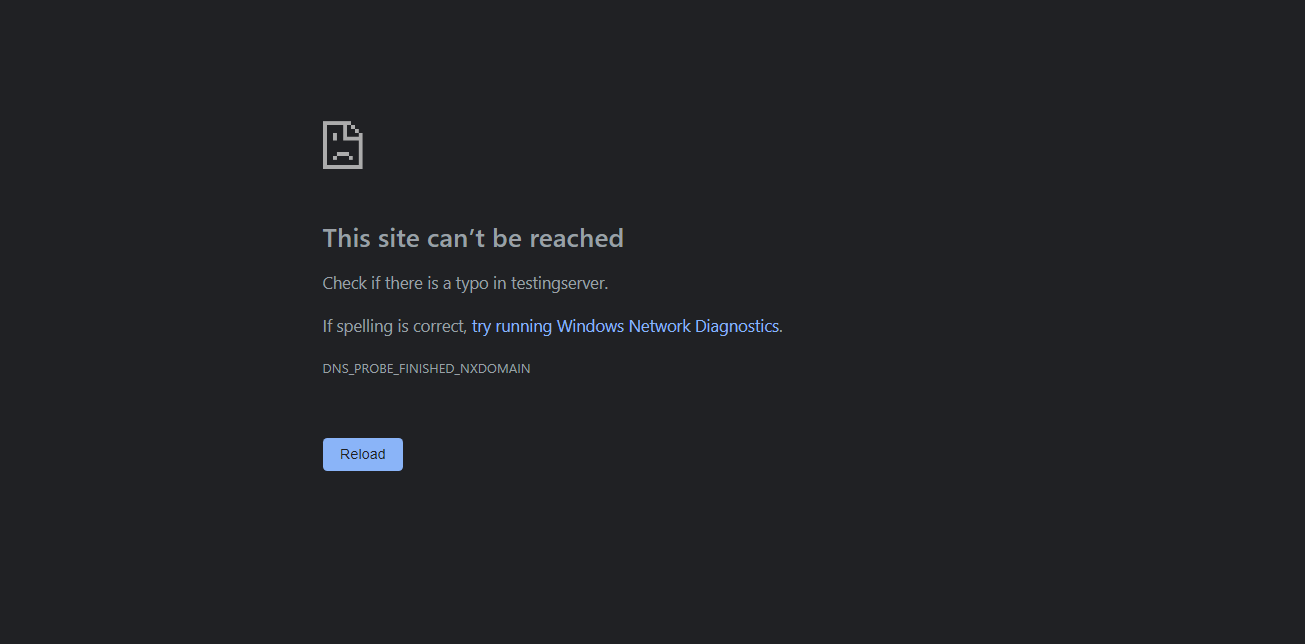 This site can’t be reached
Check if there is a typo in testingserver.
If spelling is correct, try running Windows Network Diagnostics.
DNS_PROBE_FINISHED_NXDOMAIN
Reload